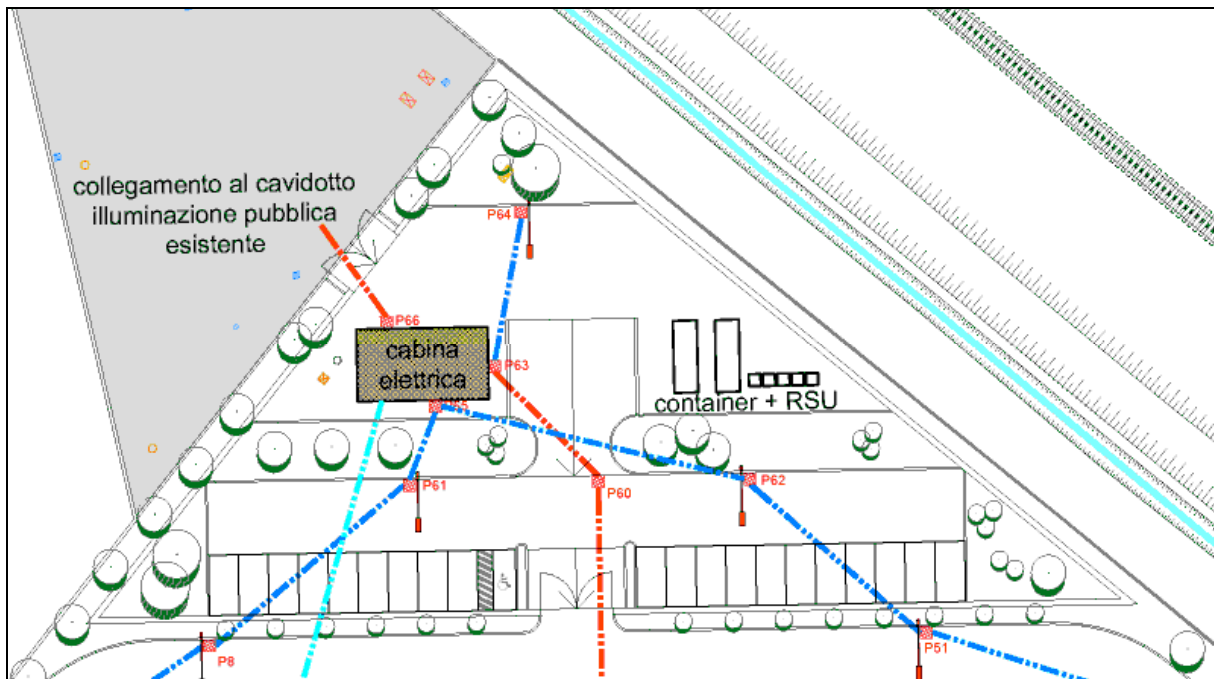 collegamento al cavidotto
illuminazione pubblica
esistente
P64
P66
cabina
elettrica
P63
container + RSU
P61
P60
P62
P8
P51